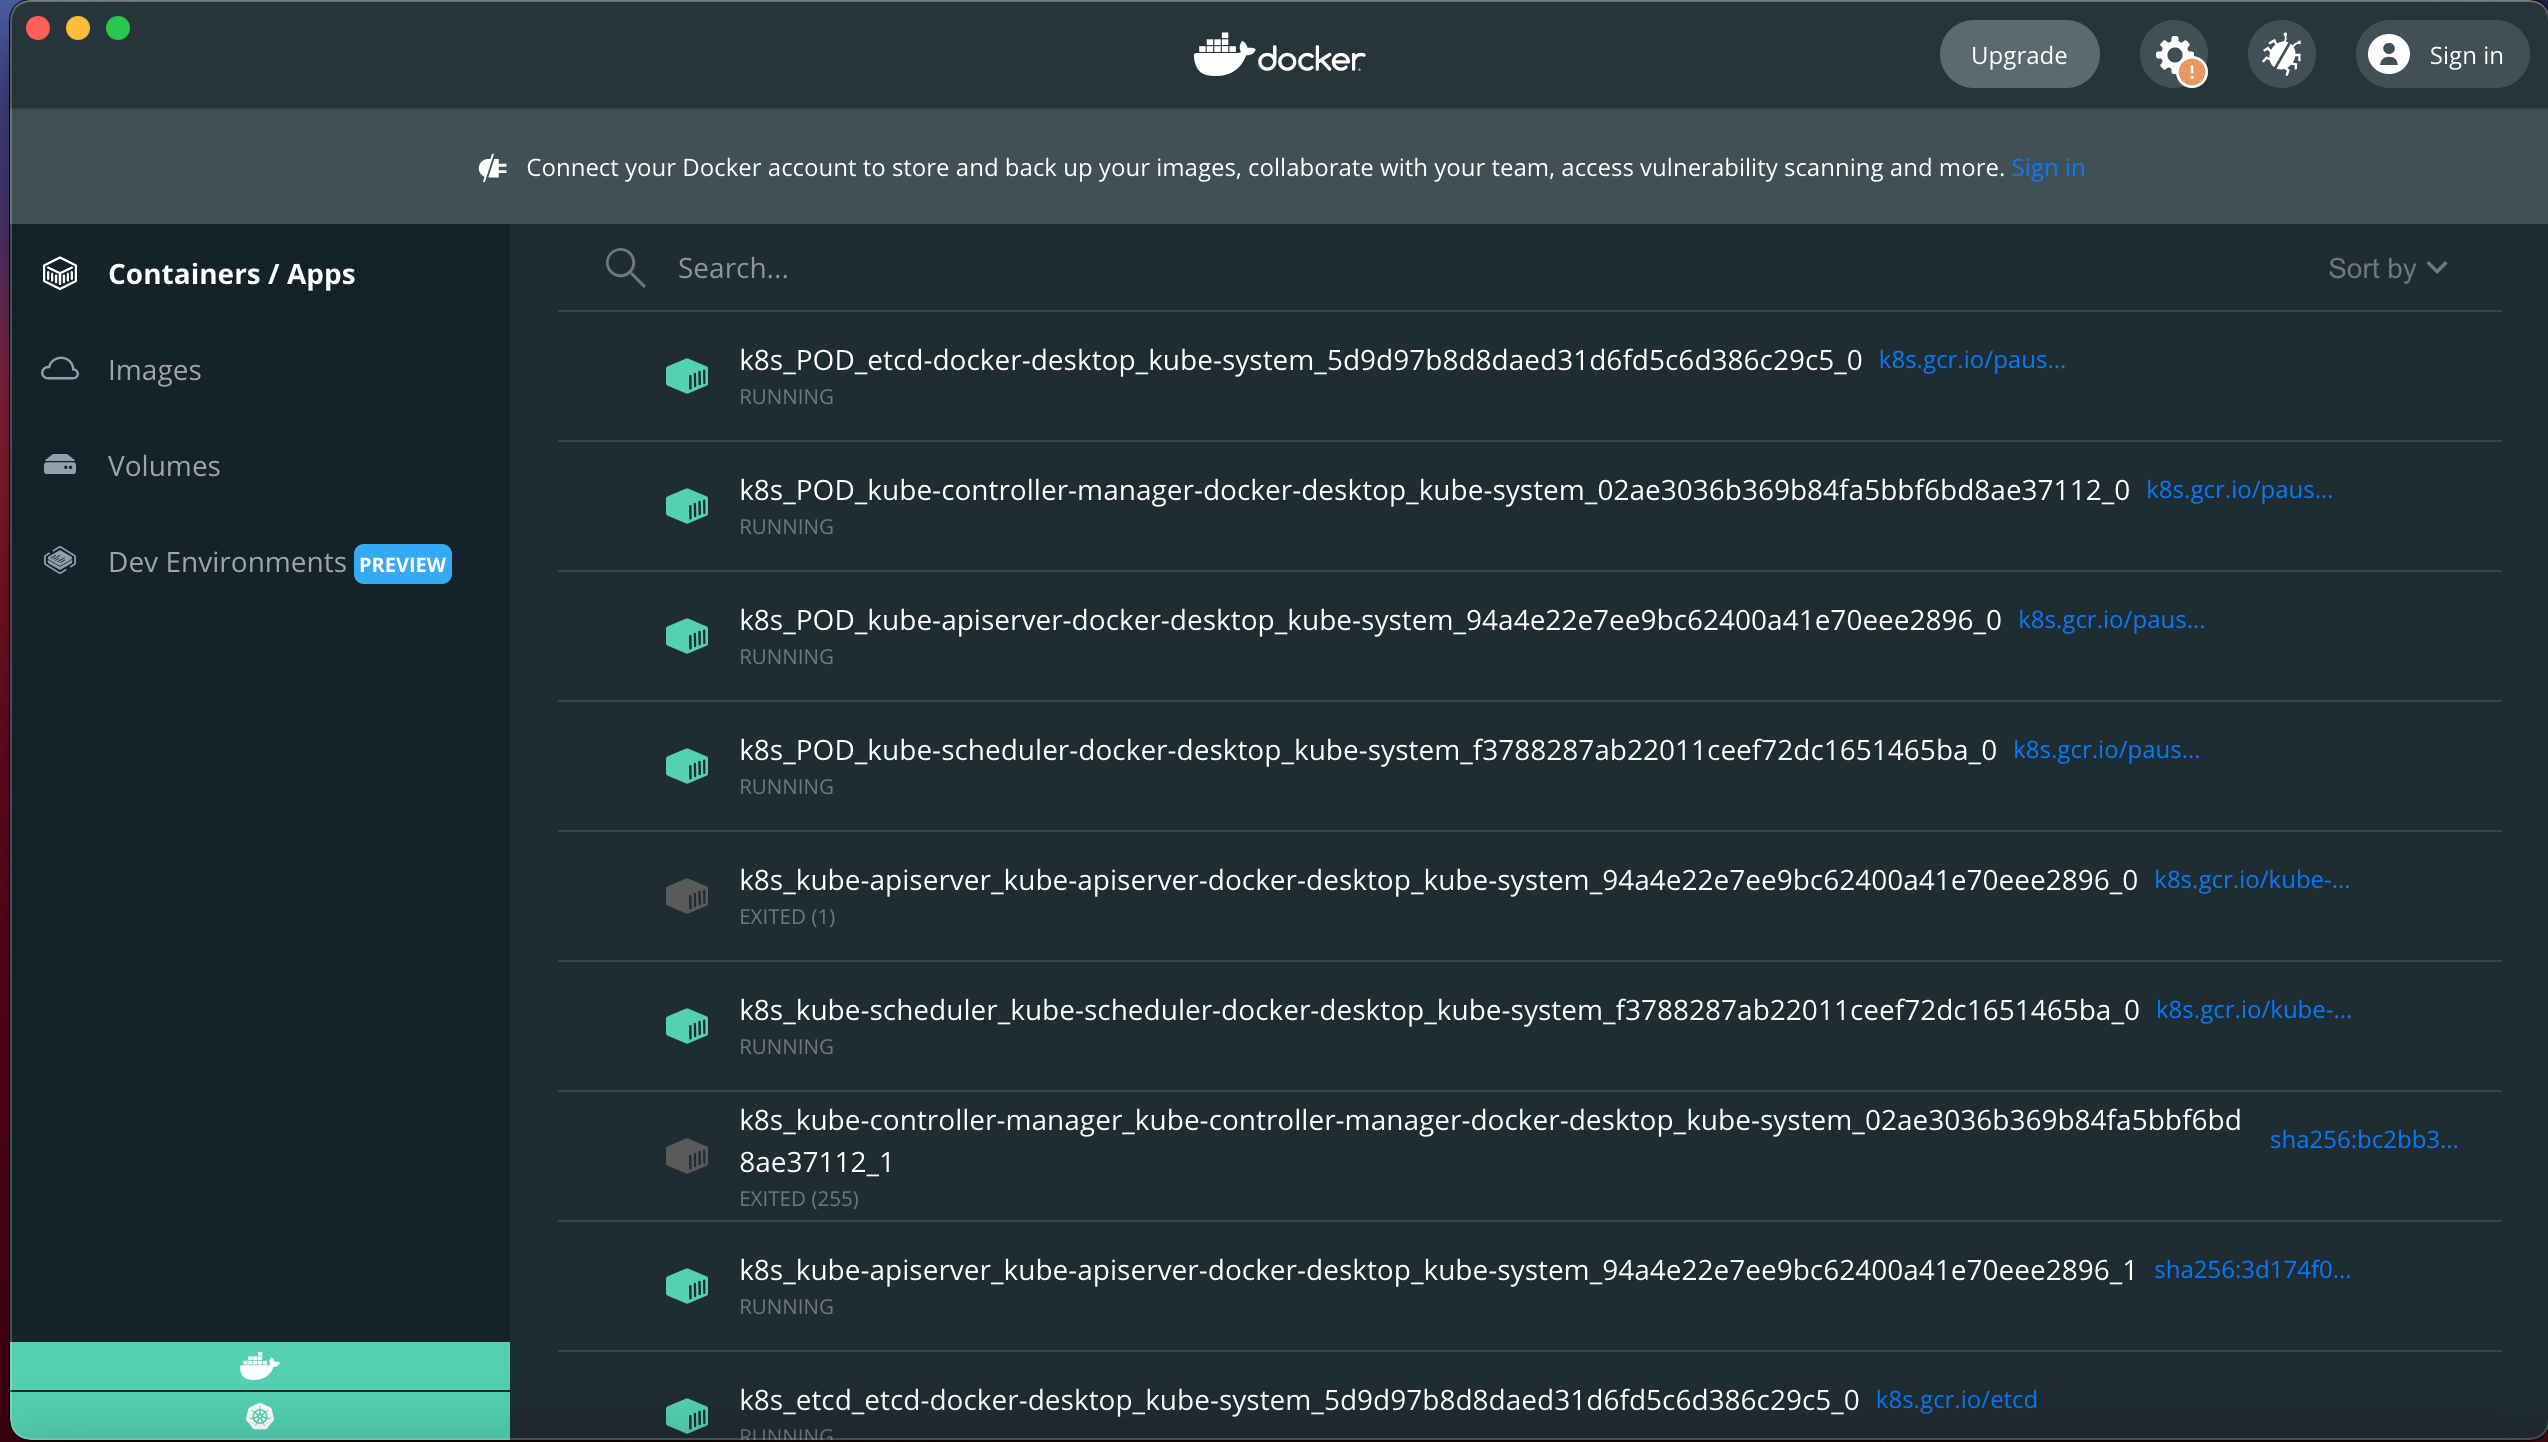 docker
Upgrade
Sign in
Connect your Docker account to store and back up your images, collaborate with your team, access vulnerability scanning and more. Sign in
Containers / Apps
Images
Volumes
Dev Environments PREVIEW
Search...
Sort by
k8s_POD_etcd-docker-desktop_kube-system_5d9d97b8d8daed31d6fd5c6d386c29c5_0 k8s.gcr.io/paus...
RUNNING
k8s_POD_kube-controller-manager-docker-desktop_kube-system_02ae3036b369b84fa5bbf6bd8ae37112_0 k8s.gcr.io/paus...
RUNNING
k8s_POD_kube-apiserver-docker-desktop_kube-system_94a4e22e7ee9bc62400a41e70eee2896_0 k8s.gcr.io/paus...
RUNNING
k8s_POD_kube-scheduler-docker-desktop_kube-system_f3788287ab22011ceef72dc1651465ba_0 k8s.gcr.io/paus...
RUNNING
k8s_kube-apiserver_kube-apiserver-docker-desktop_kube-system_94a4e22e7ee9bc62400a41e70eee2896_0 k8s.gcr.io/kube-...
EXITED (1)
k8s_kube-scheduler_kube-scheduler-docker-desktop_kube-system_f3788287ab22011ceef72dc1651465ba_0 k8s.gcr.io/kube-...
RUNNING
k8s_kube-controller-manager_kube-controller-manager-docker-desktop_kube-system_02ae3036b369b84fa5bbf6bd
8ae37112_1 sha256:bc2bb3...
EXITED (255)
k8s_kube-apiserver_kube-apiserver-docker-desktop_kube-system_94a4e22e7ee9bc62400a41e70eee2896_1 sha256:3d174f0...
RUNNING
k8s_etcd_etcd-docker-desktop_kube-system_5d9d97b8d8daed31d6fd5c6d386c29c5_0 k8s.gcr.io/etcd
RUNNING